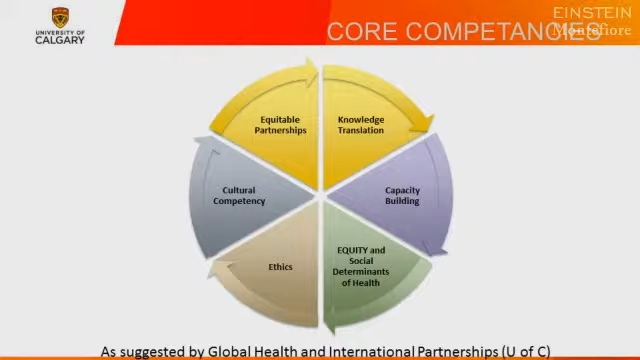 UNIVERSITY OF
CALGARY
CORE COMPETANCIES
EINSTEIN
Montefiore
Equitable
Partnerships
Knowledge
Translation
Cultural
Competency
Capacity
Building
Ethics
EQUITY and
Social
Determinants
of Health
As suggested by Global Health and International Partnerships (U of C)